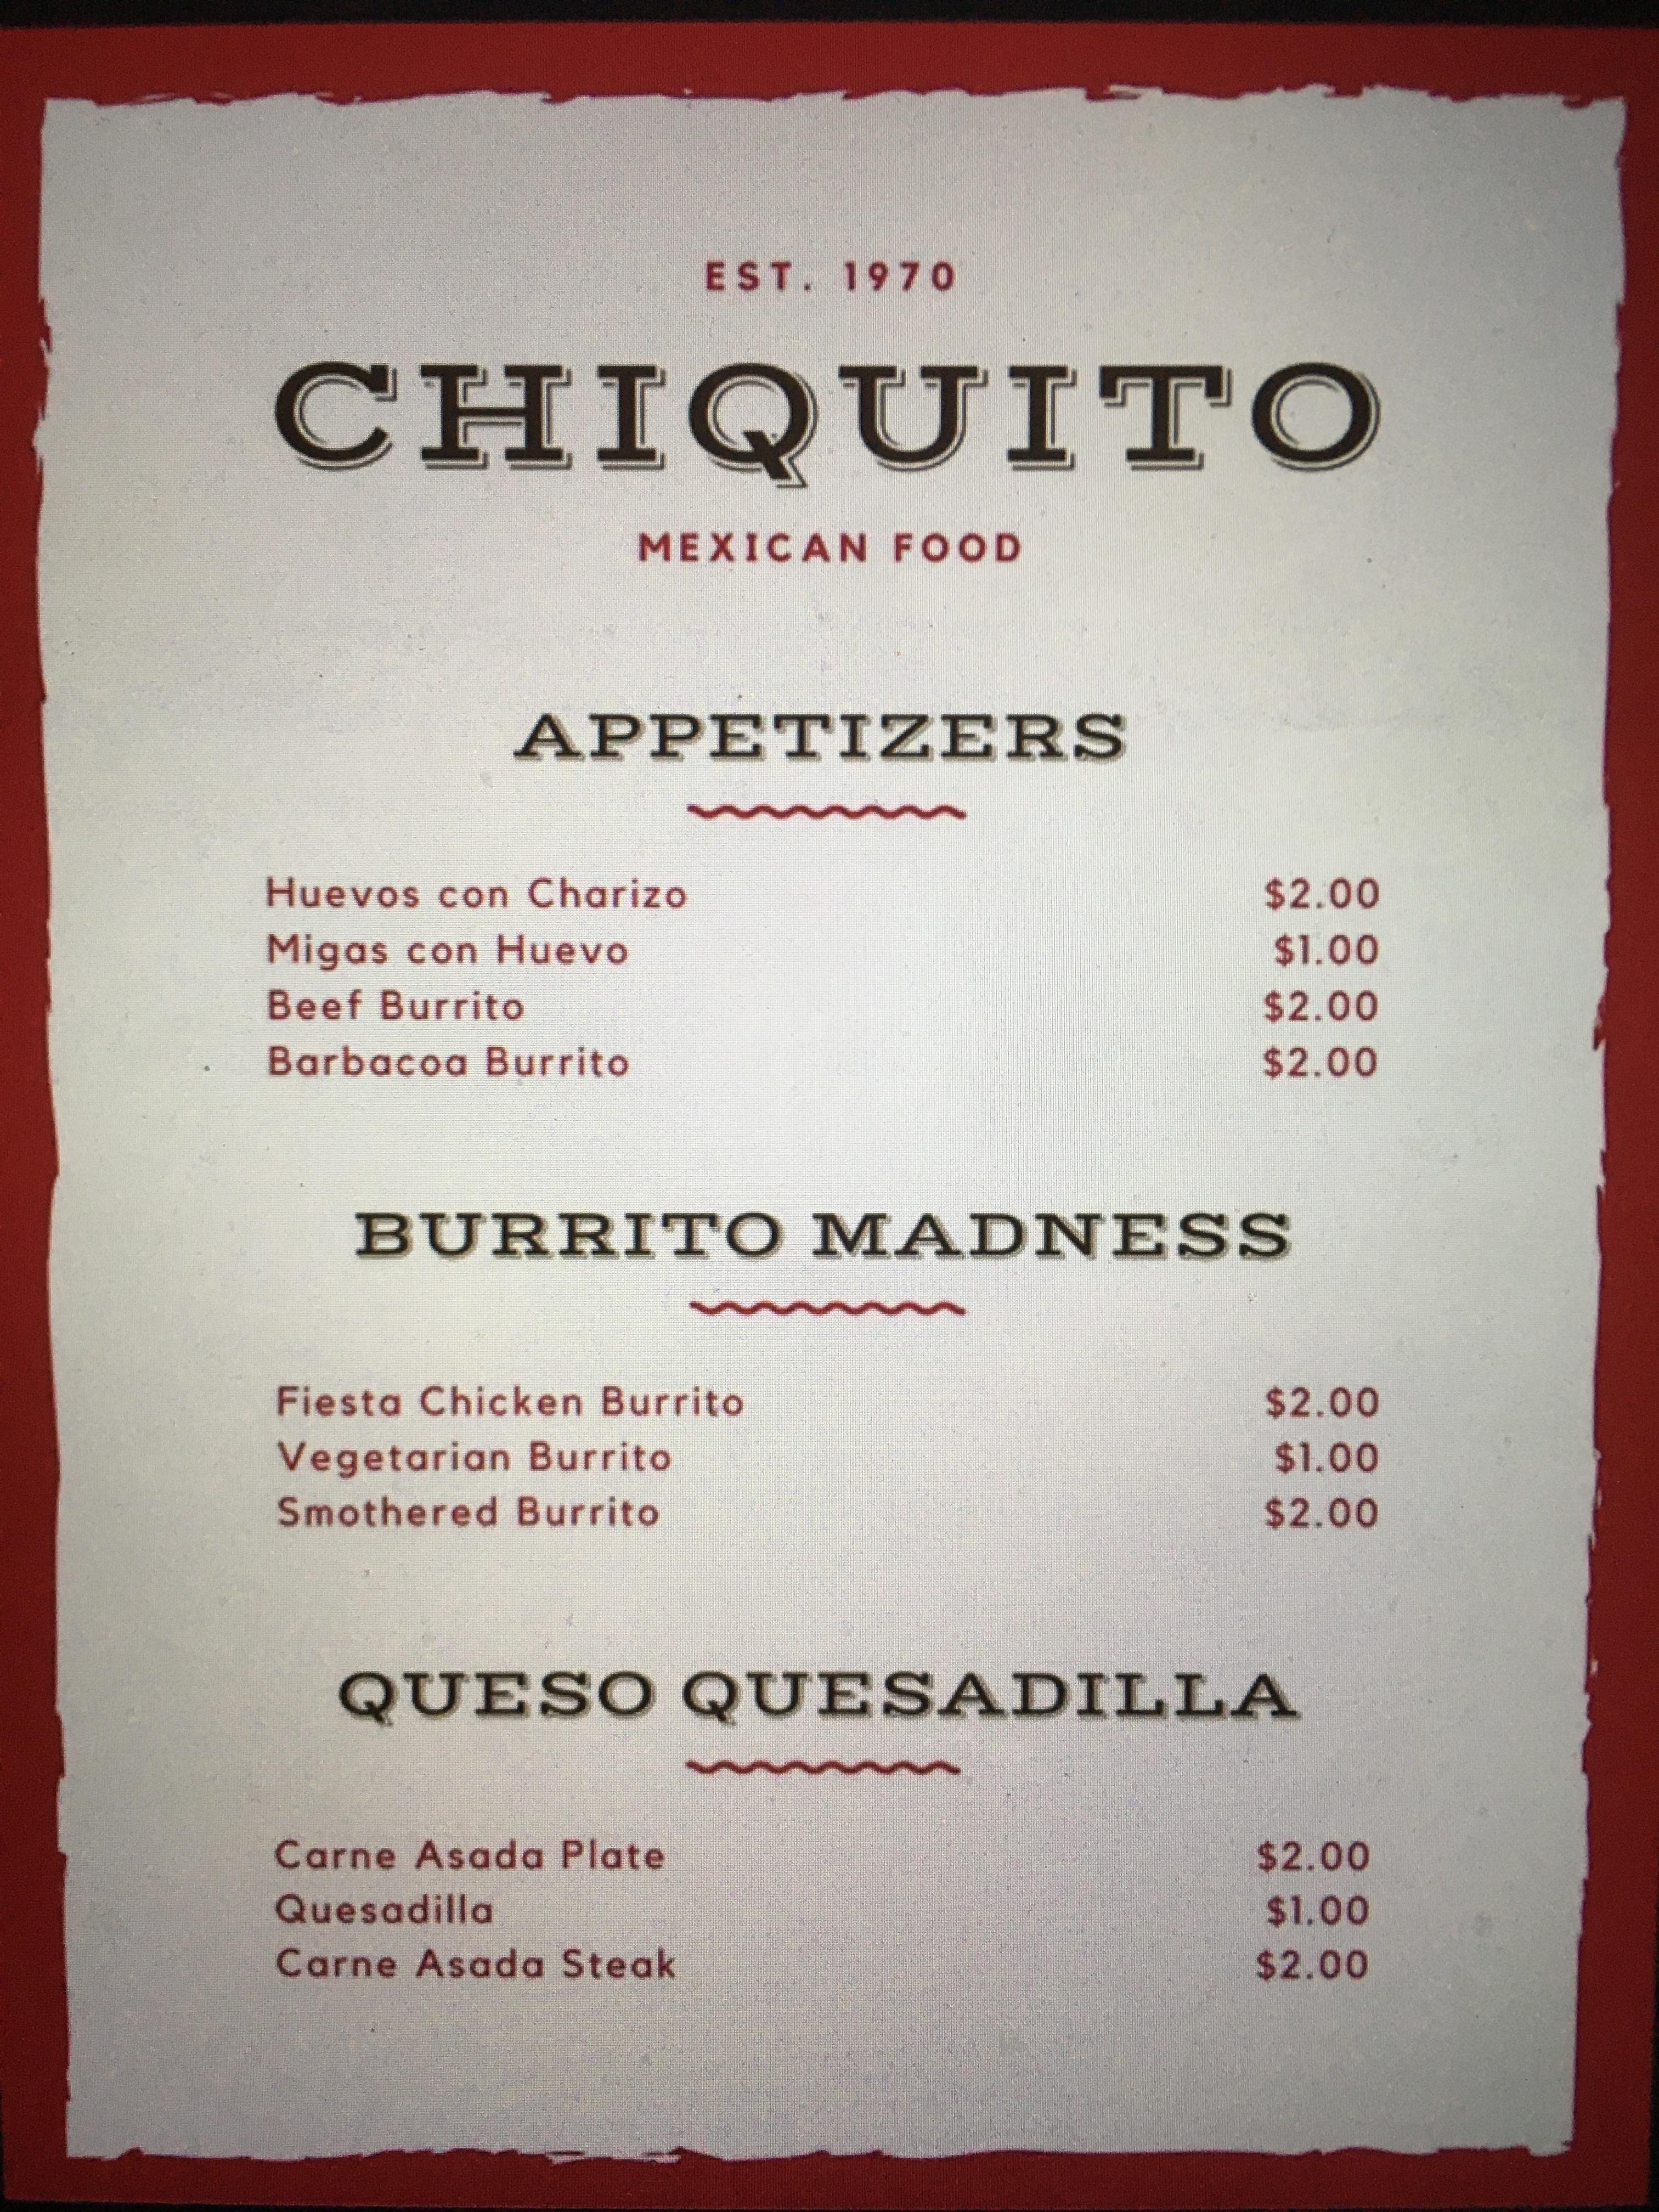 EST. 1970
CHIQUITO
MEXICAN FOOD
APPETIZERS
Huevos con Charizo $2.00
Migas con Huevo $1.00
Beef Burrito $2.00
Barbacoa Burrito $2.00
BURRITO MADNESS
Fiesta Chicken Burrito $2.00
Vegetarian Burrito $1.00
Smothered Burrito $2.00
QUESO QUESADILLA
Carne Asada Plate $2.00
Quesadilla $1.00
Carne Asada Steak $2.00